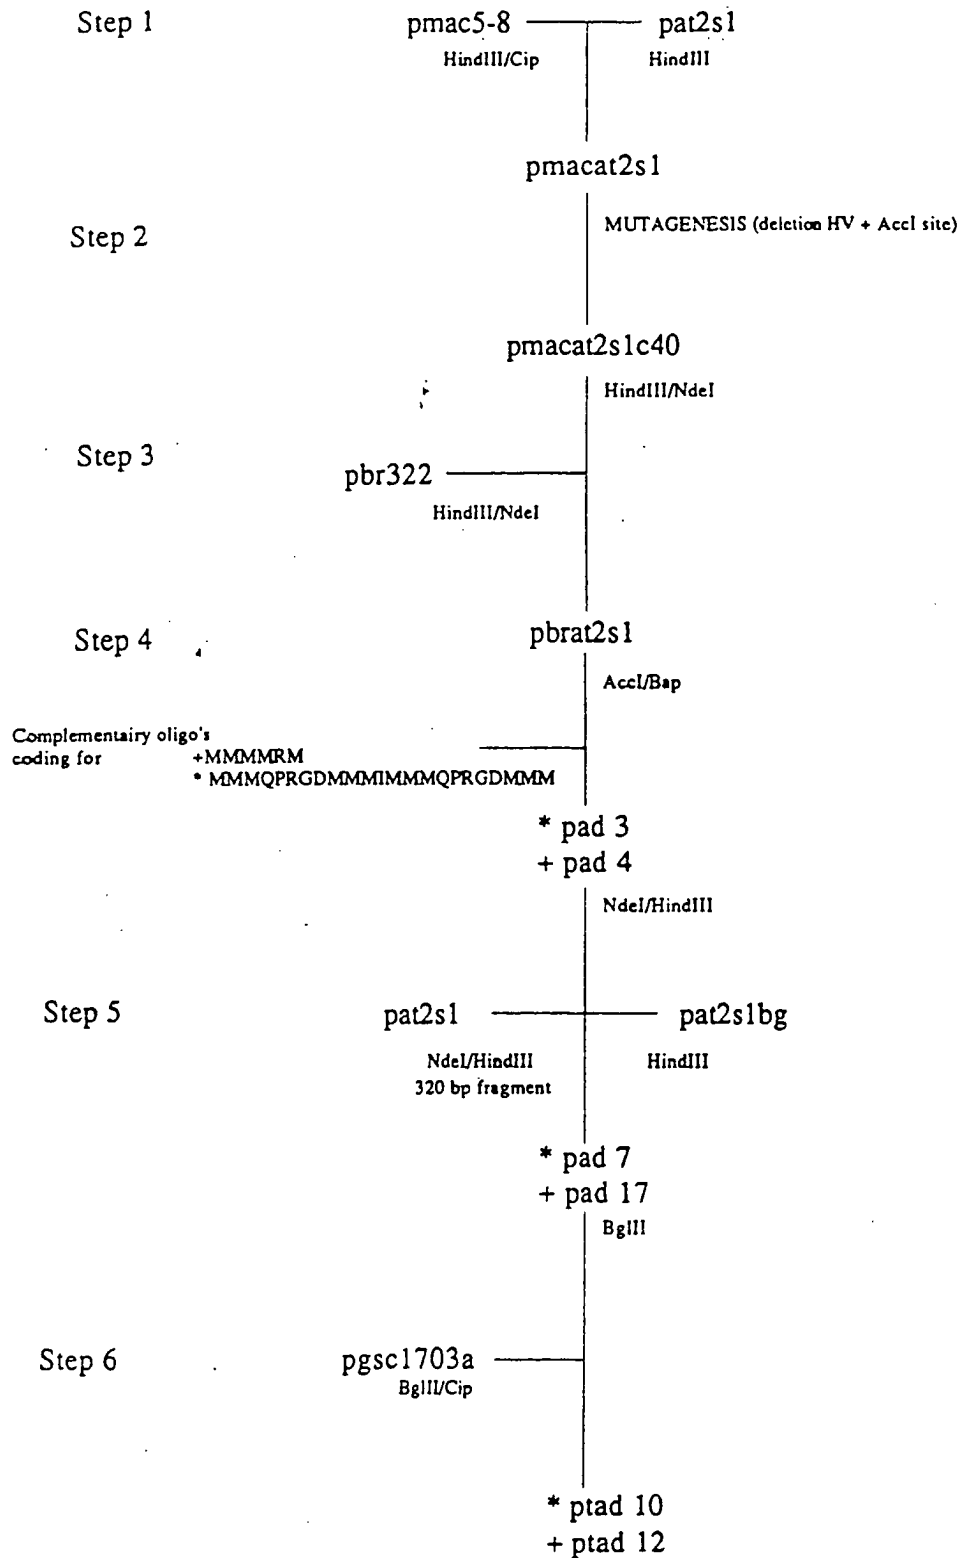 Step 1
pmac5-8
pat2s1
HindIII/Cip
HindIII
pmacat2s1
Step 2
MUTAGENESIS (deletion HV + AccI site)
pmacat2s1c40
HindIII/NdeI
Step 3
pbr322
HindIII/NdeI
Step 4
pbrat2s1
AccI/Bap
Complementairy oligo's
coding for +MMMMRM
* MMMQPRGDMMMIMMMQPRGDMMM
* pad 3
+ pad 4
NdeI/HindIII
Step 5
pat2s1
pat2s1bg
NdeI/HindIII
HindIII
320 bp fragment
* pad 7
+ pad 17
BglII
Step 6
pgsc1703a
BglII/Cip
* ptad 10
+ ptad 12